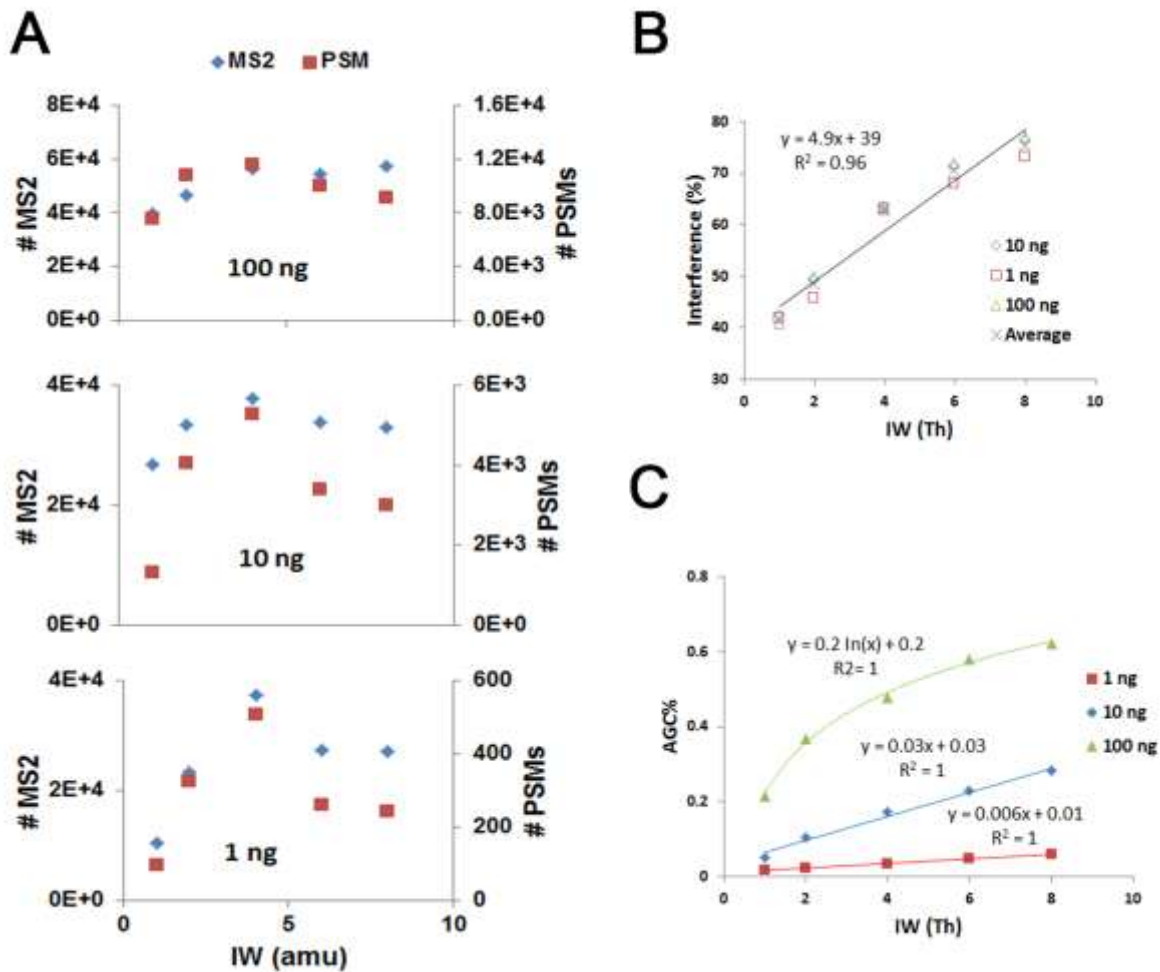 A
MS2 PSM
8E+4
6E+4
4E+4
2E+4
0E+0
# MS2
1.6E+4
1.2E+4
8.0E+3
4.0E+3
0.0E+0
# PSMs
100 ng
0 5 10
4E+4
2E+4
0E+0
# MS2
6E+3
4E+3
2E+3
0E+0
# PSMs
10 ng
4E+4
2E+4
0E+0
# MS2
600
400
200
0
# PSMs
1 ng
0 5 10
IW (amu)
B
80
70
60
50
40
30
Interference (%)
y = 4.9x + 39
R² = 0.96
10 ng
1 ng
100 ng
Average
0 2 4 6 8 10
IW (Th)
C
0.8
0.6
0.4
0.2
0
AGC%
y = 0.2 ln(x) + 0.2
R2= 1
y = 0.03x + 0.03
R² = 1
y = 0.006x + 0.01
R² = 1
1 ng
10 ng
100 ng
0 2 4 6 8 10
IW (Th)